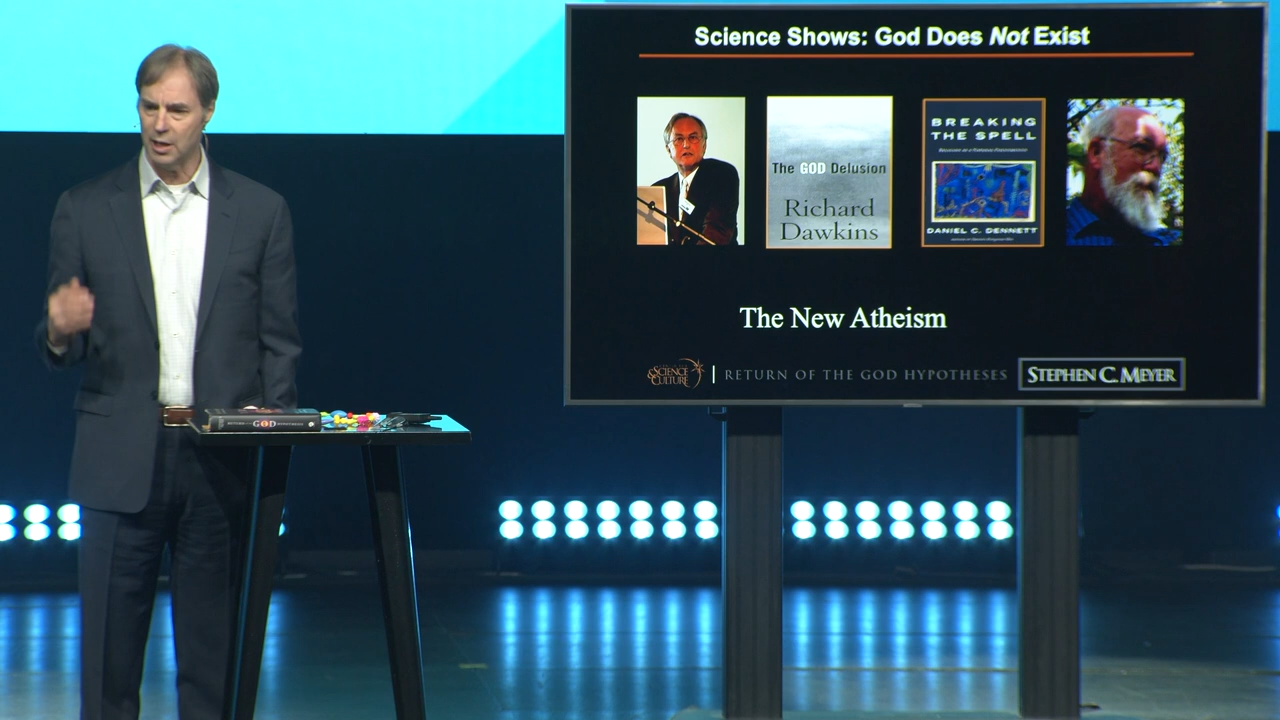 Science Shows: God Does Not Exist
The GOD Delusion
Richard
Dawkins
BREAKING
THE SPELL
DANIEL C. DENNETT
The New Atheism
SCIENCE
& CULTURE
RETURN OF THE GOD HYPOTHESES
STEPHEN C. MEYER
GOD